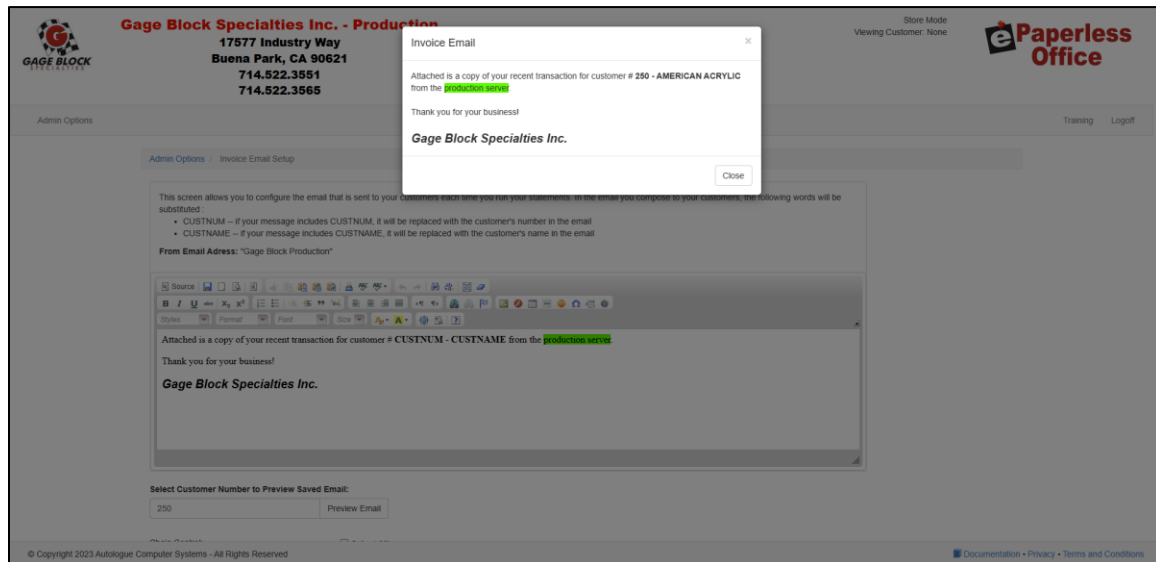 GAGE BLOCK
SPECIALTIES
Gage Block Specialties Inc. - Production
17577 Industry Way
Buena Park, CA 90621
714.522.3551
714.522.3565
Store Mode
Viewing Customer: None
e Paperless
Office
Admin Options
Training Logoff
Invoice Email ×
Attached is a copy of your recent transaction for customer # 250 - AMERICAN ACRYLIC
from the production server.
Thank you for your business!
Gage Block Specialties Inc.
Close
Admin Options / Invoice Email Setup
This screen allows you to configure the email that is sent to your customers each time you run your statements. In the email you compose to your customers, the following words will be
substituted :
• CUSTNUM -- if your message includes CUSTNUM, it will be replaced with the customer's number in the email
• CUSTNAME -- if your message includes CUSTNAME, it will be replaced with the customer's name in the email
From Email Adress: "Gage Block Production"
Source
B I U abc X₂ X²
Styles Format Font Size
Attached is a copy of your recent transaction for customer # CUSTNUM - CUSTNAME from the production server.
Thank you for your business!
Gage Block Specialties Inc.
Select Customer Number to Preview Saved Email:
250 Preview Email
© Copyright 2023 Autologue Computer Systems - All Rights Reserved
Documentation • Privacy • Terms and Conditions